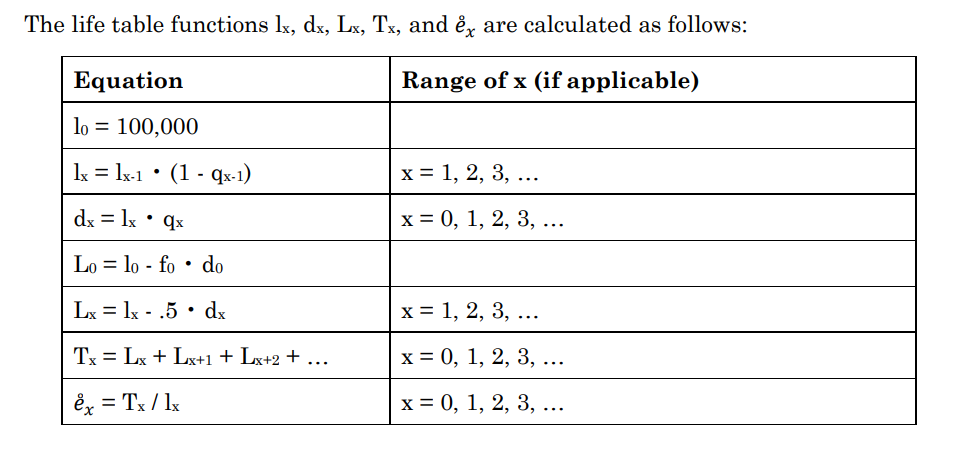 The life table functions lx, dx, Lx, Tx, and e̊x are calculated as follows:
Equation Range of x (if applicable)
l0 = 100,000
lx = lx-1 • (1 - qx-1) x = 1, 2, 3, …
dx = lx • qx x = 0, 1, 2, 3, …
L0 = l0 - f0 • d0
Lx = lx - .5 • dx x = 1, 2, 3, …
Tx = Lx + Lx+1 + Lx+2 + … x = 0, 1, 2, 3, …
e̊x = Tx / lx x = 0, 1, 2, 3, …